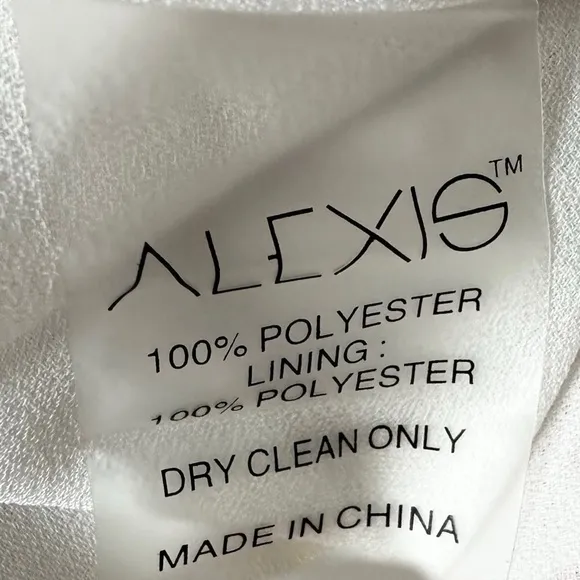 ALEXIS™
100% POLYESTER
LINING :
100% POLYESTER
DRY CLEAN ONLY
MADE IN CHINA